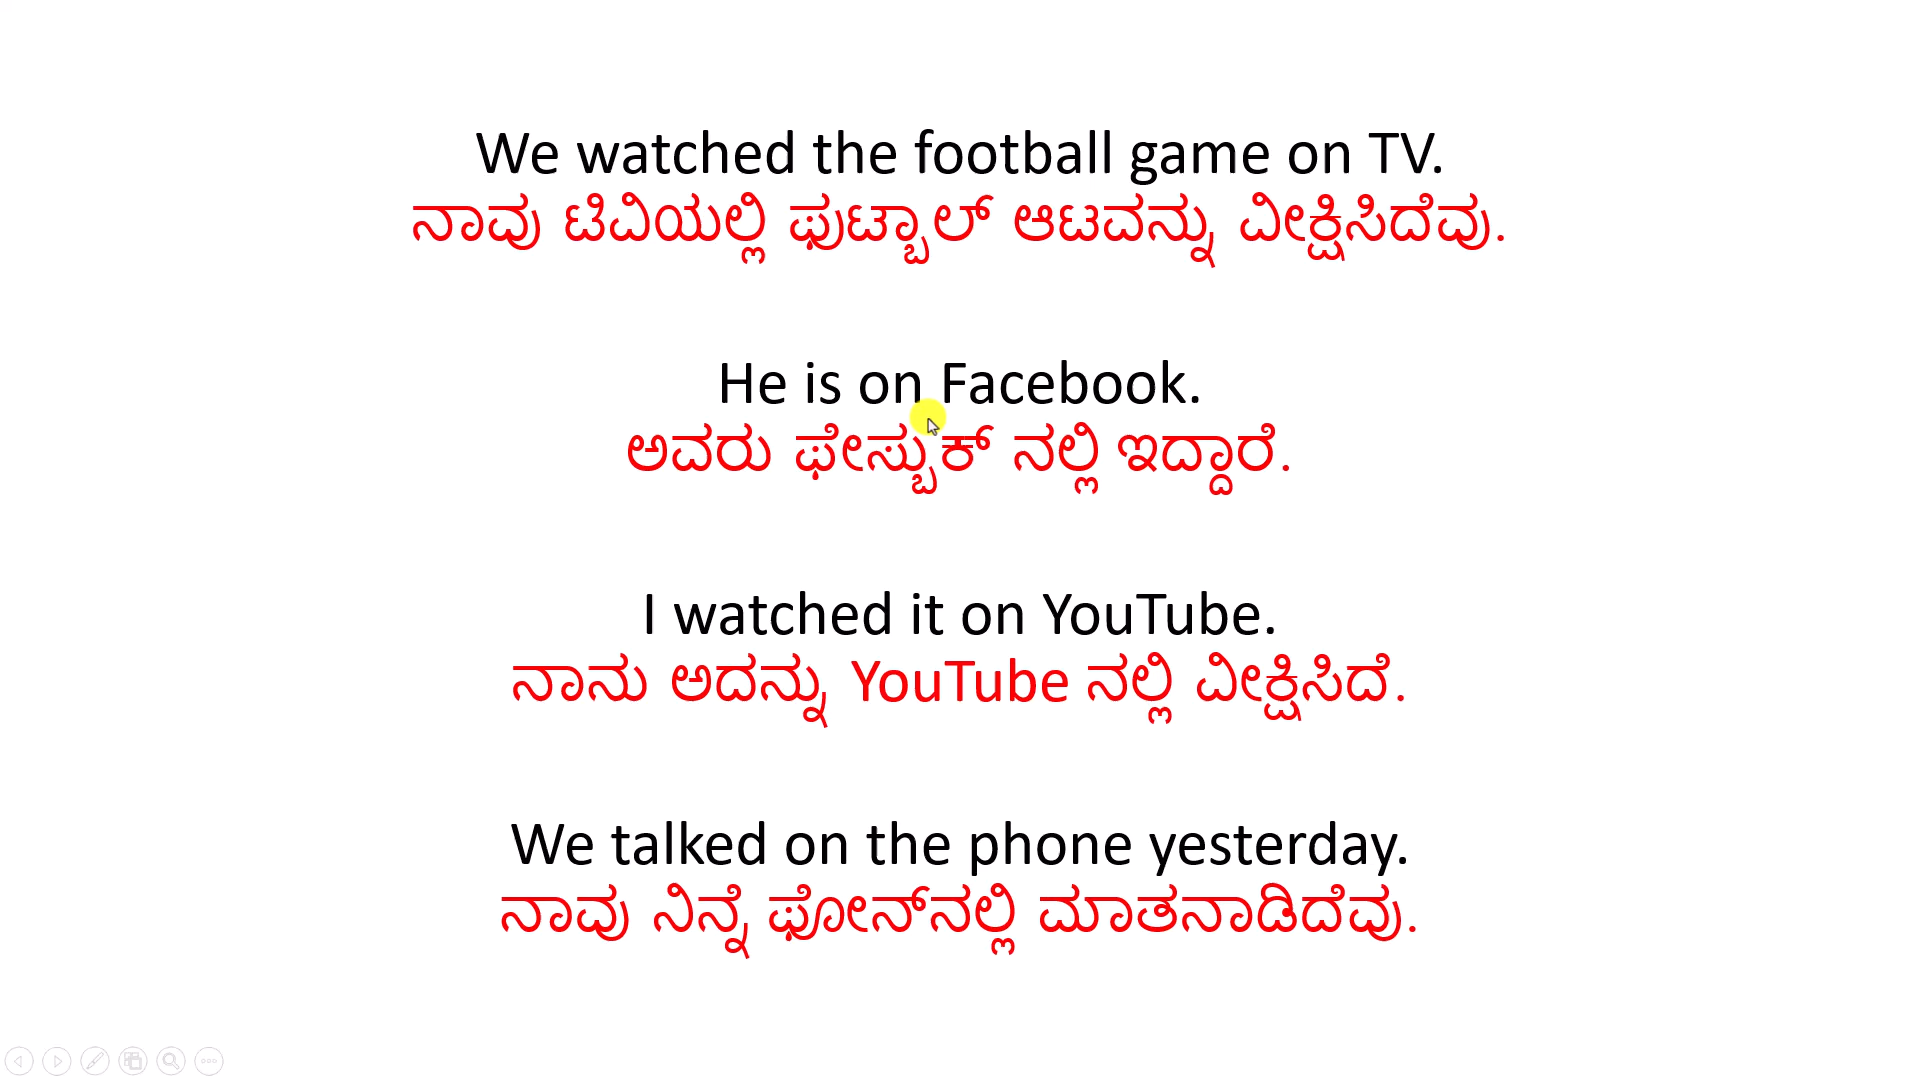 We watched the football game on TV.
ನಾವು ಟಿವಿಯಲ್ಲಿ ಫುಟ್ಬಾಲ್ ಆಟವನ್ನು ವೀಕ್ಷಿಸಿದೆವು.
He is on Facebook.
ಅವರು ಫೇಸ್ಬುಕ್ ನಲ್ಲಿ ಇದ್ದಾರೆ.
I watched it on YouTube.
ನಾನು ಅದನ್ನು YouTube ನಲ್ಲಿ ವೀಕ್ಷಿಸಿದೆ.
We talked on the phone yesterday.
ನಾವು ನಿನ್ನೆ ಫೋನ್‌ನಲ್ಲಿ ಮಾತನಾಡಿದೆವು.